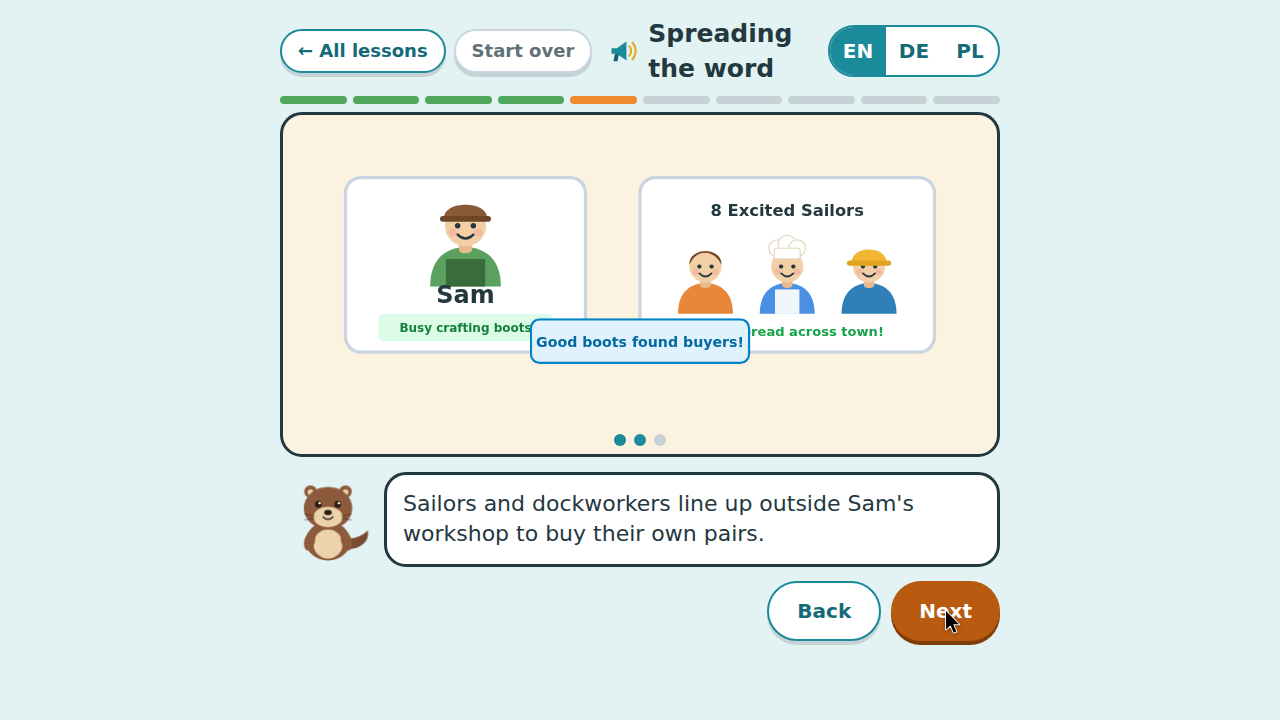 ← All lessons
Start over
Spreading
the word
EN
DE
PL
Sam
Busy crafting boots
8 Excited Sailors
read across town!
Good boots found buyers!
Sailors and dockworkers line up outside Sam's
workshop to buy their own pairs.
Back
Next